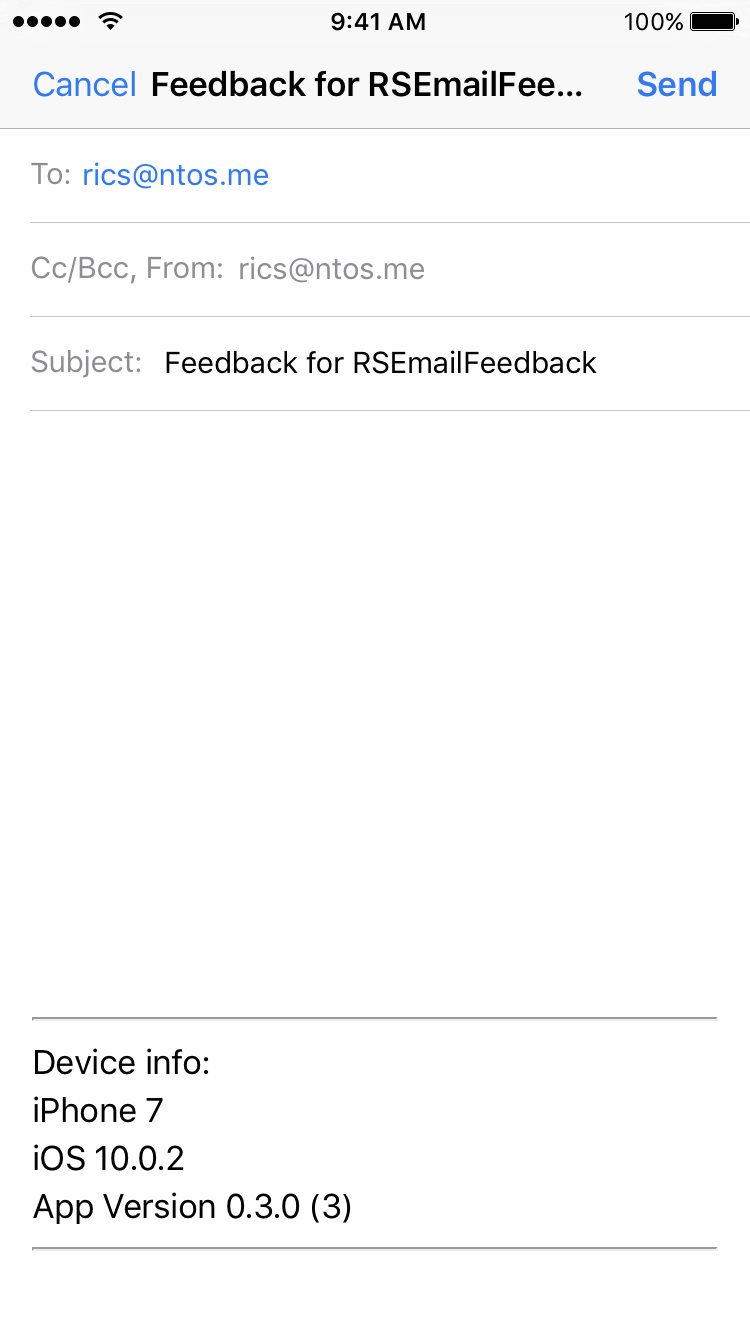 9:41 AM 100%
Cancel Feedback for RSEmailFee... Send
To: rics@ntos.me
Cc/Bcc, From: rics@ntos.me
Subject: Feedback for RSEmailFeedback
Device info:
iPhone 7
iOS 10.0.2
App Version 0.3.0 (3)